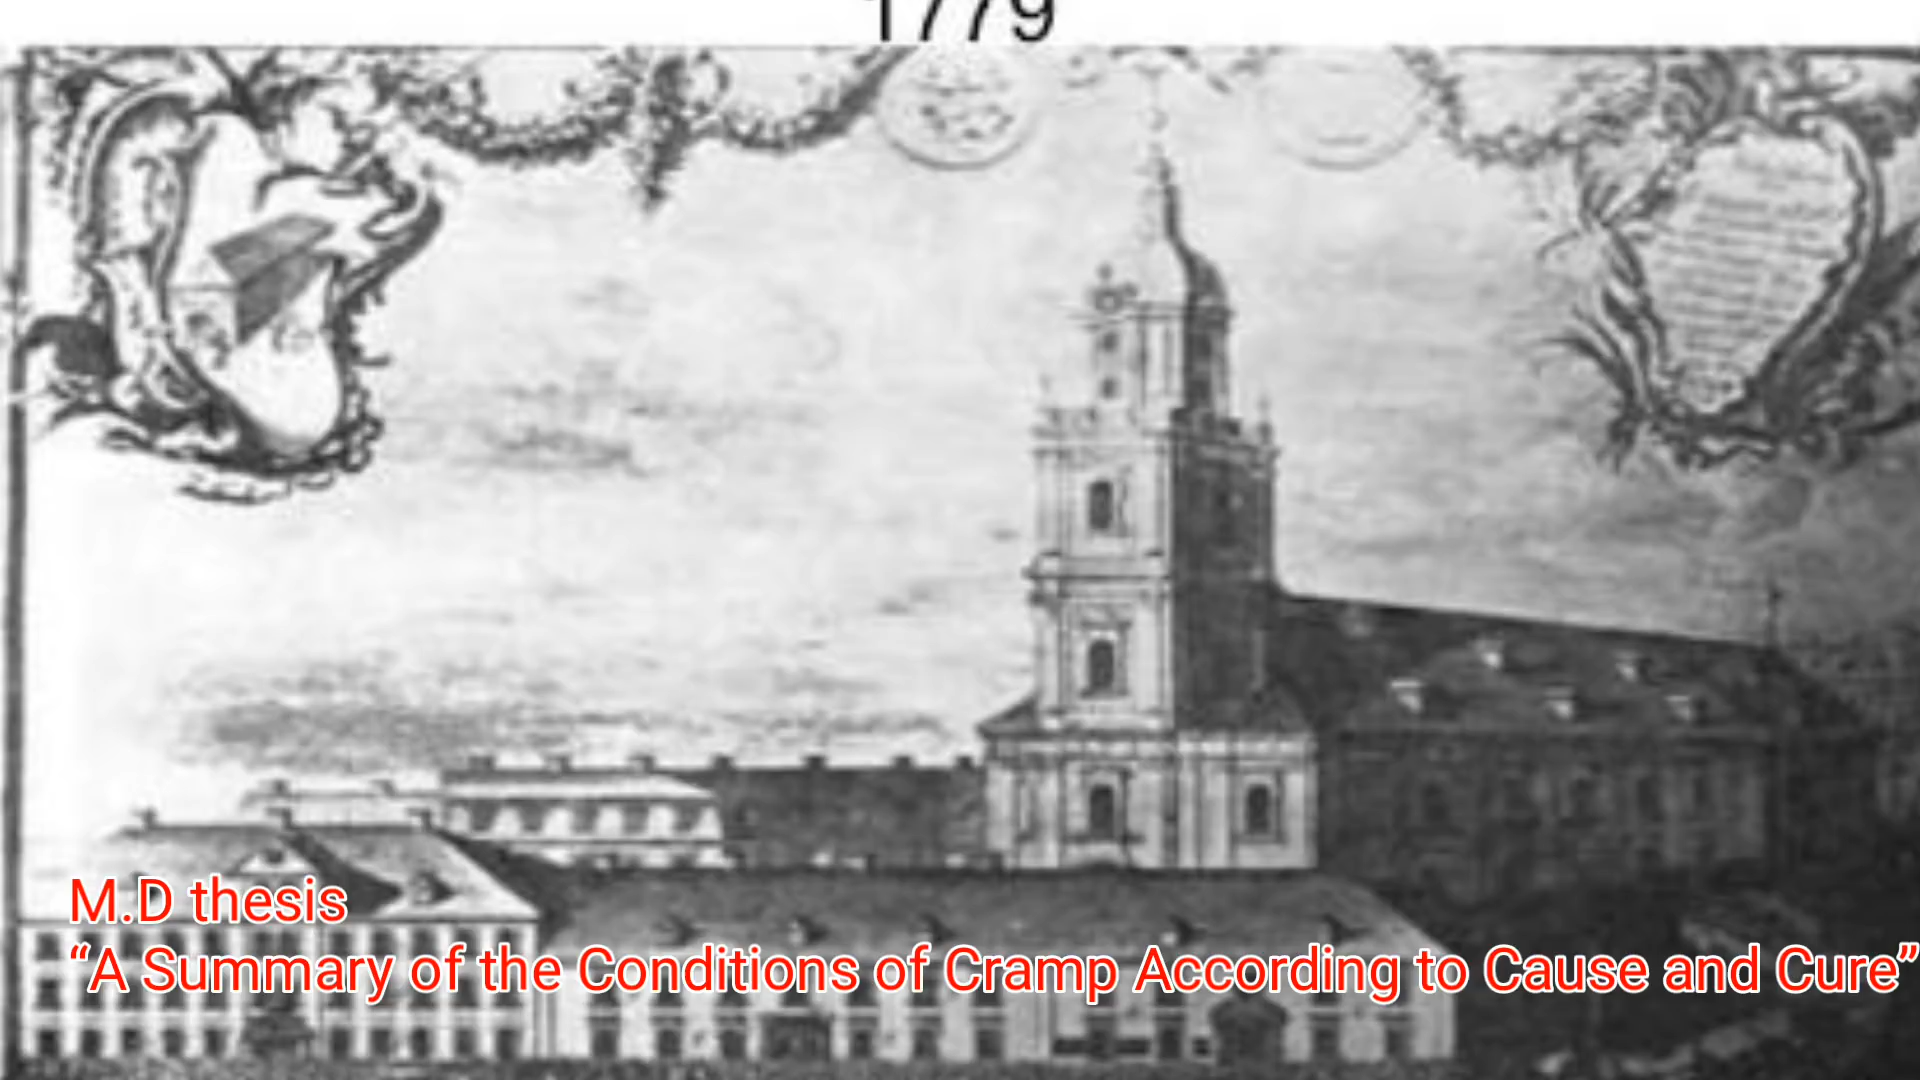 1779
M.D thesis
“A Summary of the Conditions of Cramp According to Cause and Cure”